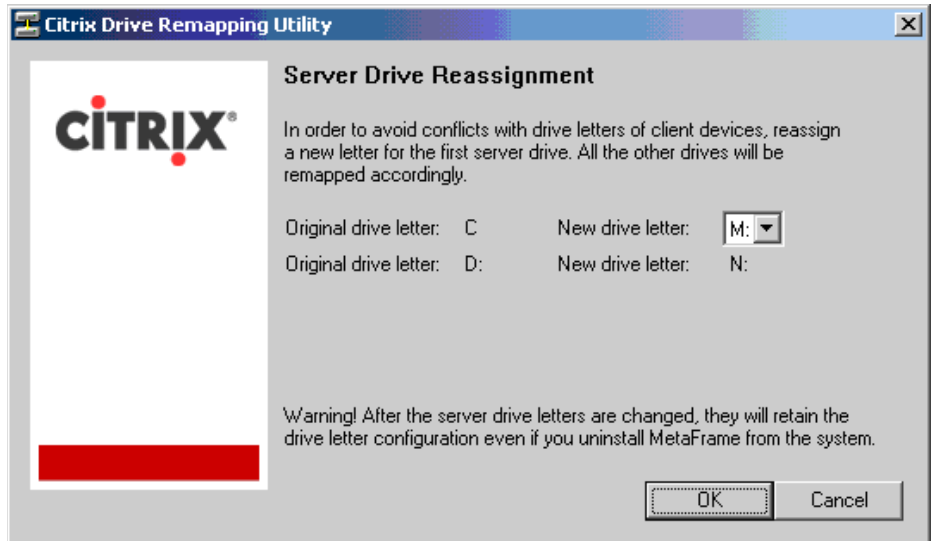 Citrix Drive Remapping Utility
CITRIX®
Server Drive Reassignment
In order to avoid conflicts with drive letters of client devices, reassign
a new letter for the first server drive. All the other drives will be
remapped accordingly.
Original drive letter: C New drive letter: M:
Original drive letter: D: New drive letter: N:
Warning! After the server drive letters are changed, they will retain the
drive letter configuration even if you uninstall MetaFrame from the system.
OK Cancel